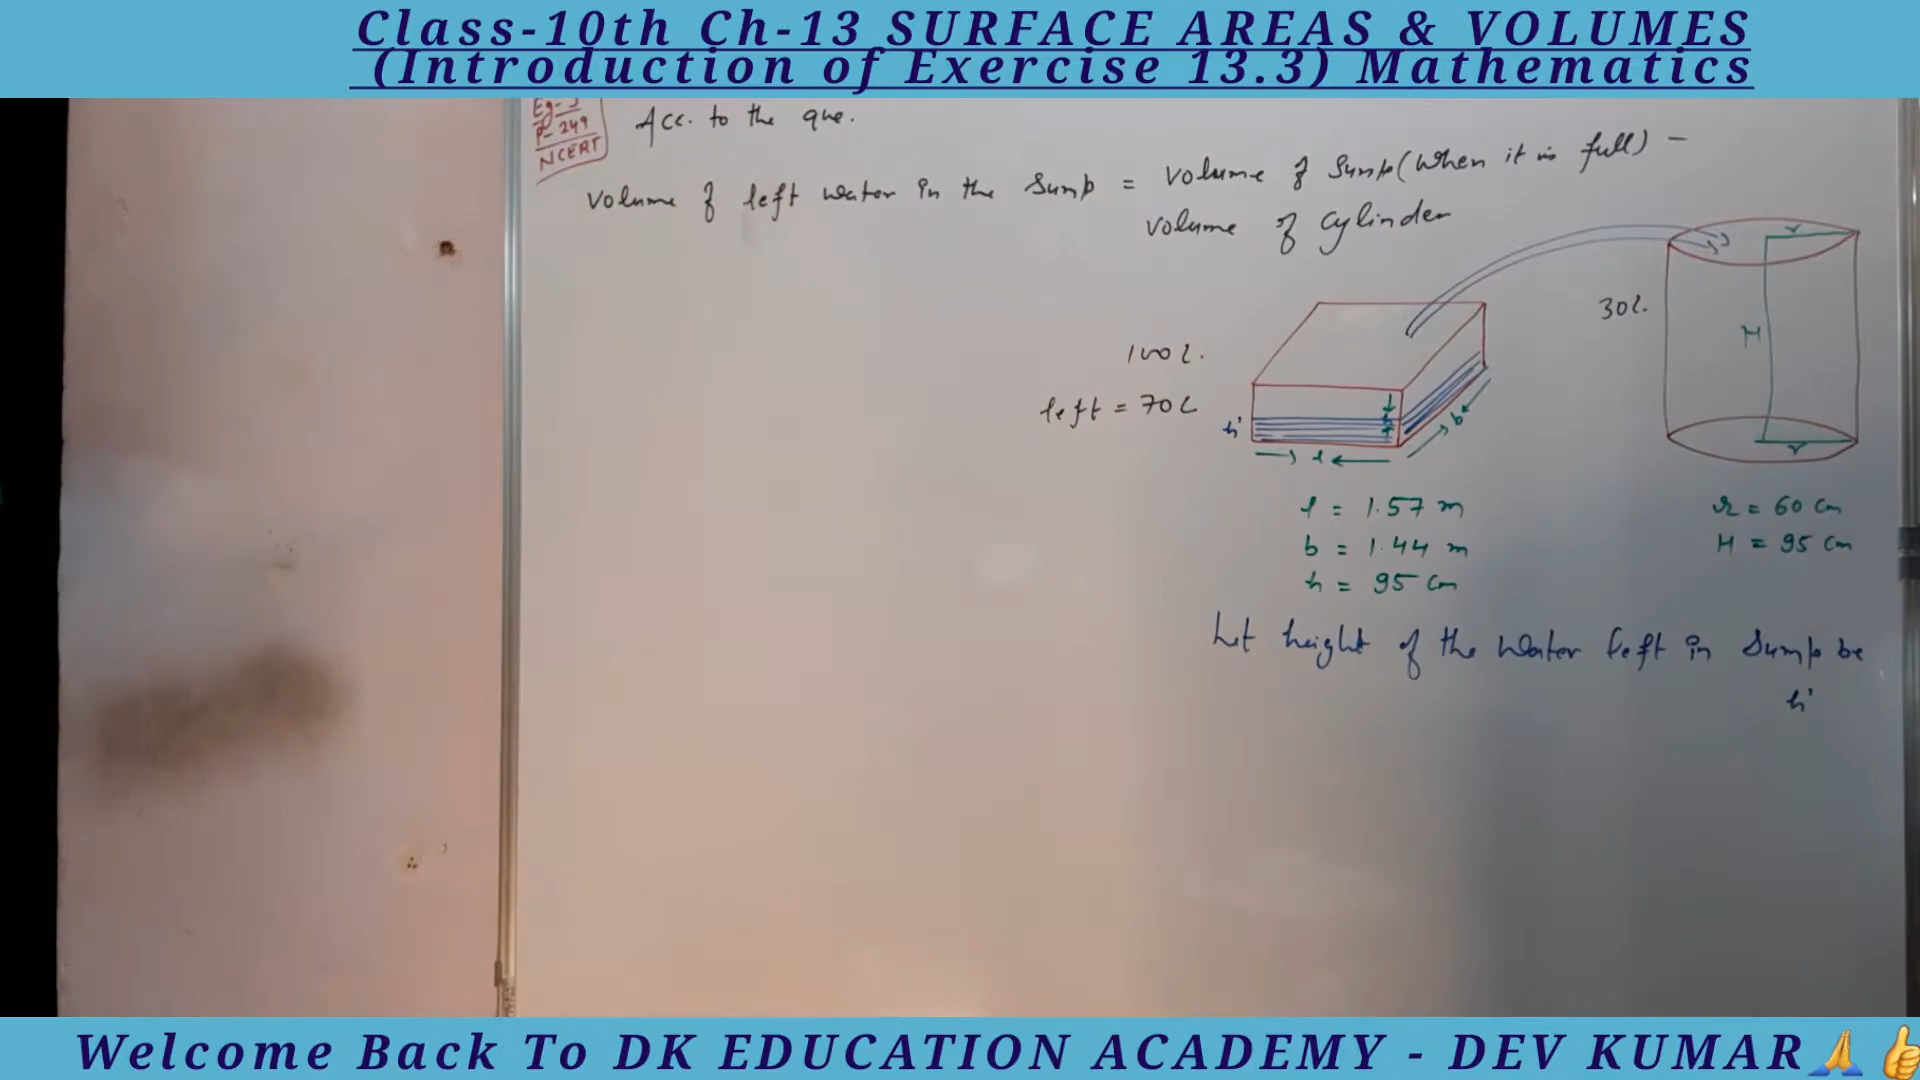 Class-10th Ch-13 SURFACE AREAS & VOLUMES
(Introduction of Exercise 13.3) Mathematics
Eg-5
P-249
NCERT
Acc. to the que.
Volume of left water in the Sump = Volume of Sump (When it is full) -
Volume of Cylinder
r
30L.
H
100L.
left = 70L
h'
h
b
l
r
l = 1.57 m
b = 1.44 m
h = 95 cm
r = 60 cm
H = 95 cm
Let height of the Water left in Sump be
h'
Welcome Back To DK EDUCATION ACADEMY - DEV KUMAR🙏👍